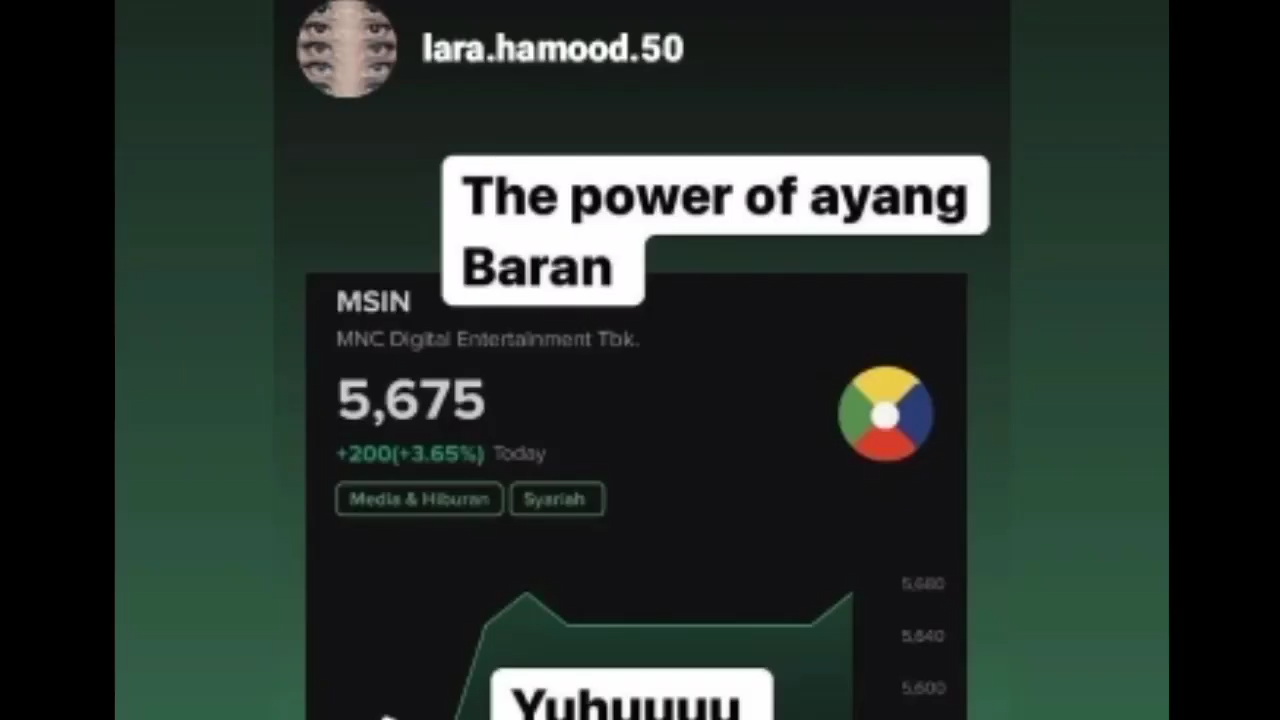 lara.hamood.50
The power of ayang
Baran
MSIN
MNC Digital Entertainment Tbk.
5,675
+200(+3.65%) Today
Media & Hiburan Syariah
5,680
5,640
5,600
Yuhuuuu